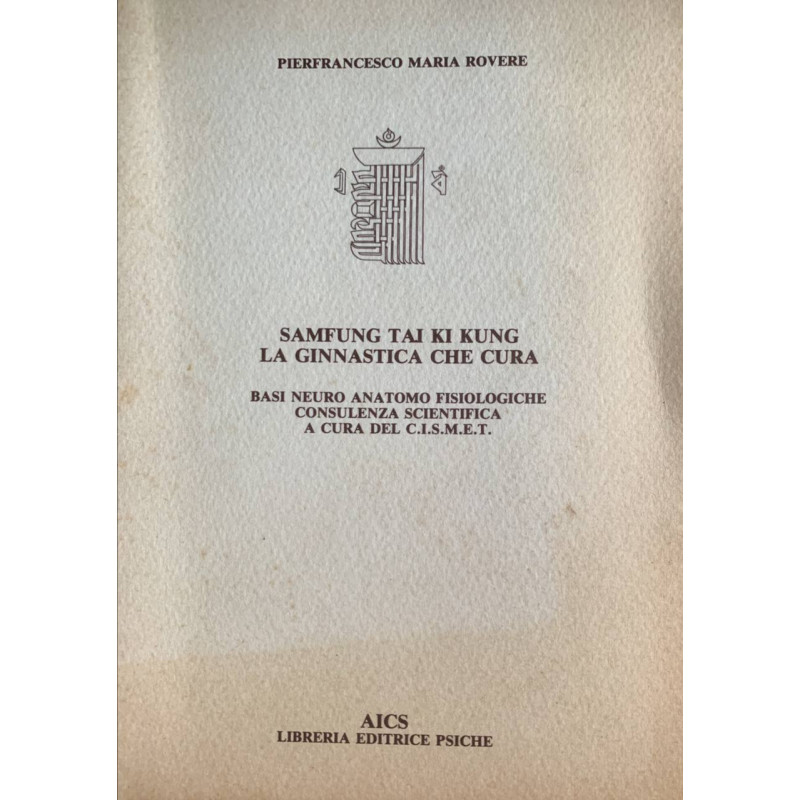 PIERFRANCESCO MARIA ROVERE
SAMFUNG TAI KI KUNG
LA GINNASTICA CHE CURA
BASI NEURO ANATOMO FISIOLOGICHE
CONSULENZA SCIENTIFICA
A CURA DEL C.I.S.M.E.T.
AICS
LIBRERIA EDITRICE PSICHE